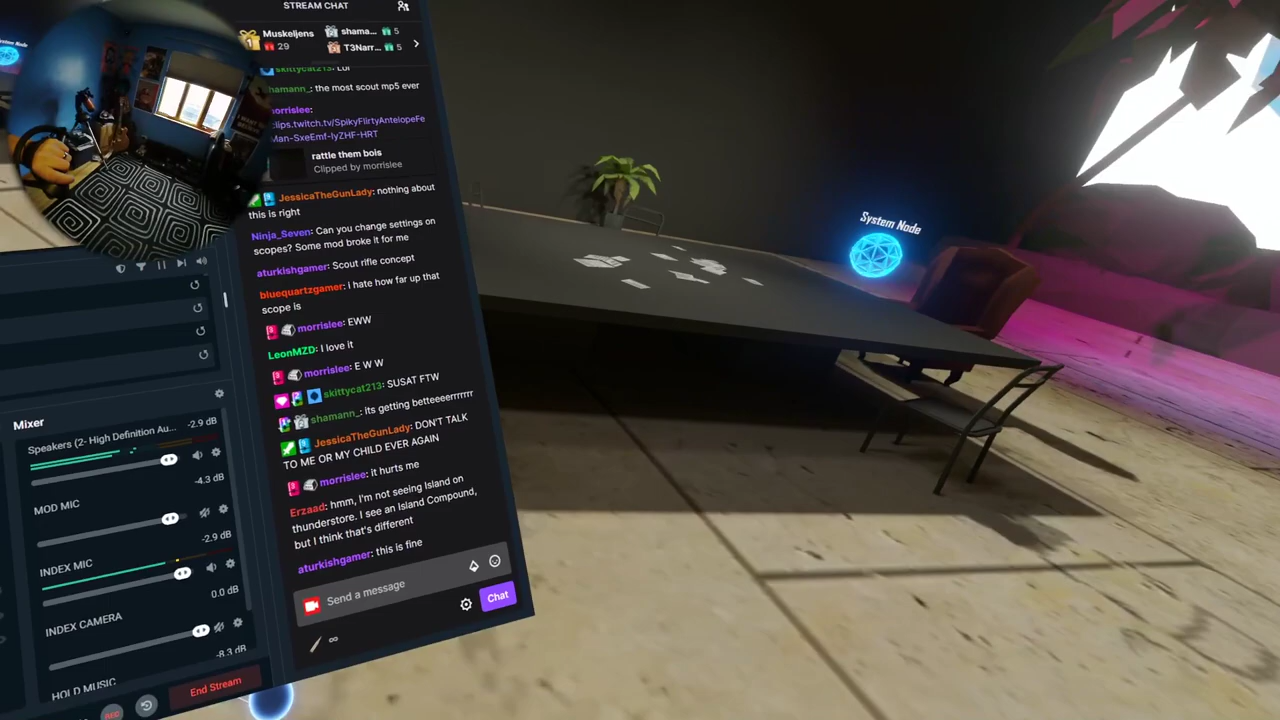 STREAM CHAT
Muskeljens
29
shama... 5
T3Narr... 5
skittycat213: Lol
shamann_: the most scout mp5 ever
morrislee:
clips.twitch.tv/SpikyFlirtyAntelopeFe
Man-SxeEmf-IyZHF-HRT
rattle them bois
Clipped by morrislee
JessicaTheGunLady: nothing about
this is right
Ninja_Seven: Can you change settings on
scopes? Some mod broke it for me
aturkishgamer: Scout rifle concept
bluequartzgamer: i hate how far up that
scope is
morrislee: EWW
LeonMZD: I love it
morrislee: E W W
skittycat213: SUSAT FTW
shamann_: its getting betteeeerrrrrrr
JessicaTheGunLady: DON'T TALK
TO ME OR MY CHILD EVER AGAIN
morrislee: it hurts me
Erzaad: hmm, I'm not seeing Island on
thunderstore. I see an Island Compound,
but I think that's different
aturkishgamer: this is fine
Send a message
Chat
Mixer
Speakers (2- High Definition Au... -2.9 dB
MOD MIC -4.3 dB
INDEX MIC -2.9 dB
INDEX CAMERA 0.0 dB
HOLD MUSIC -8.3 dB
REC
End Stream
System Node